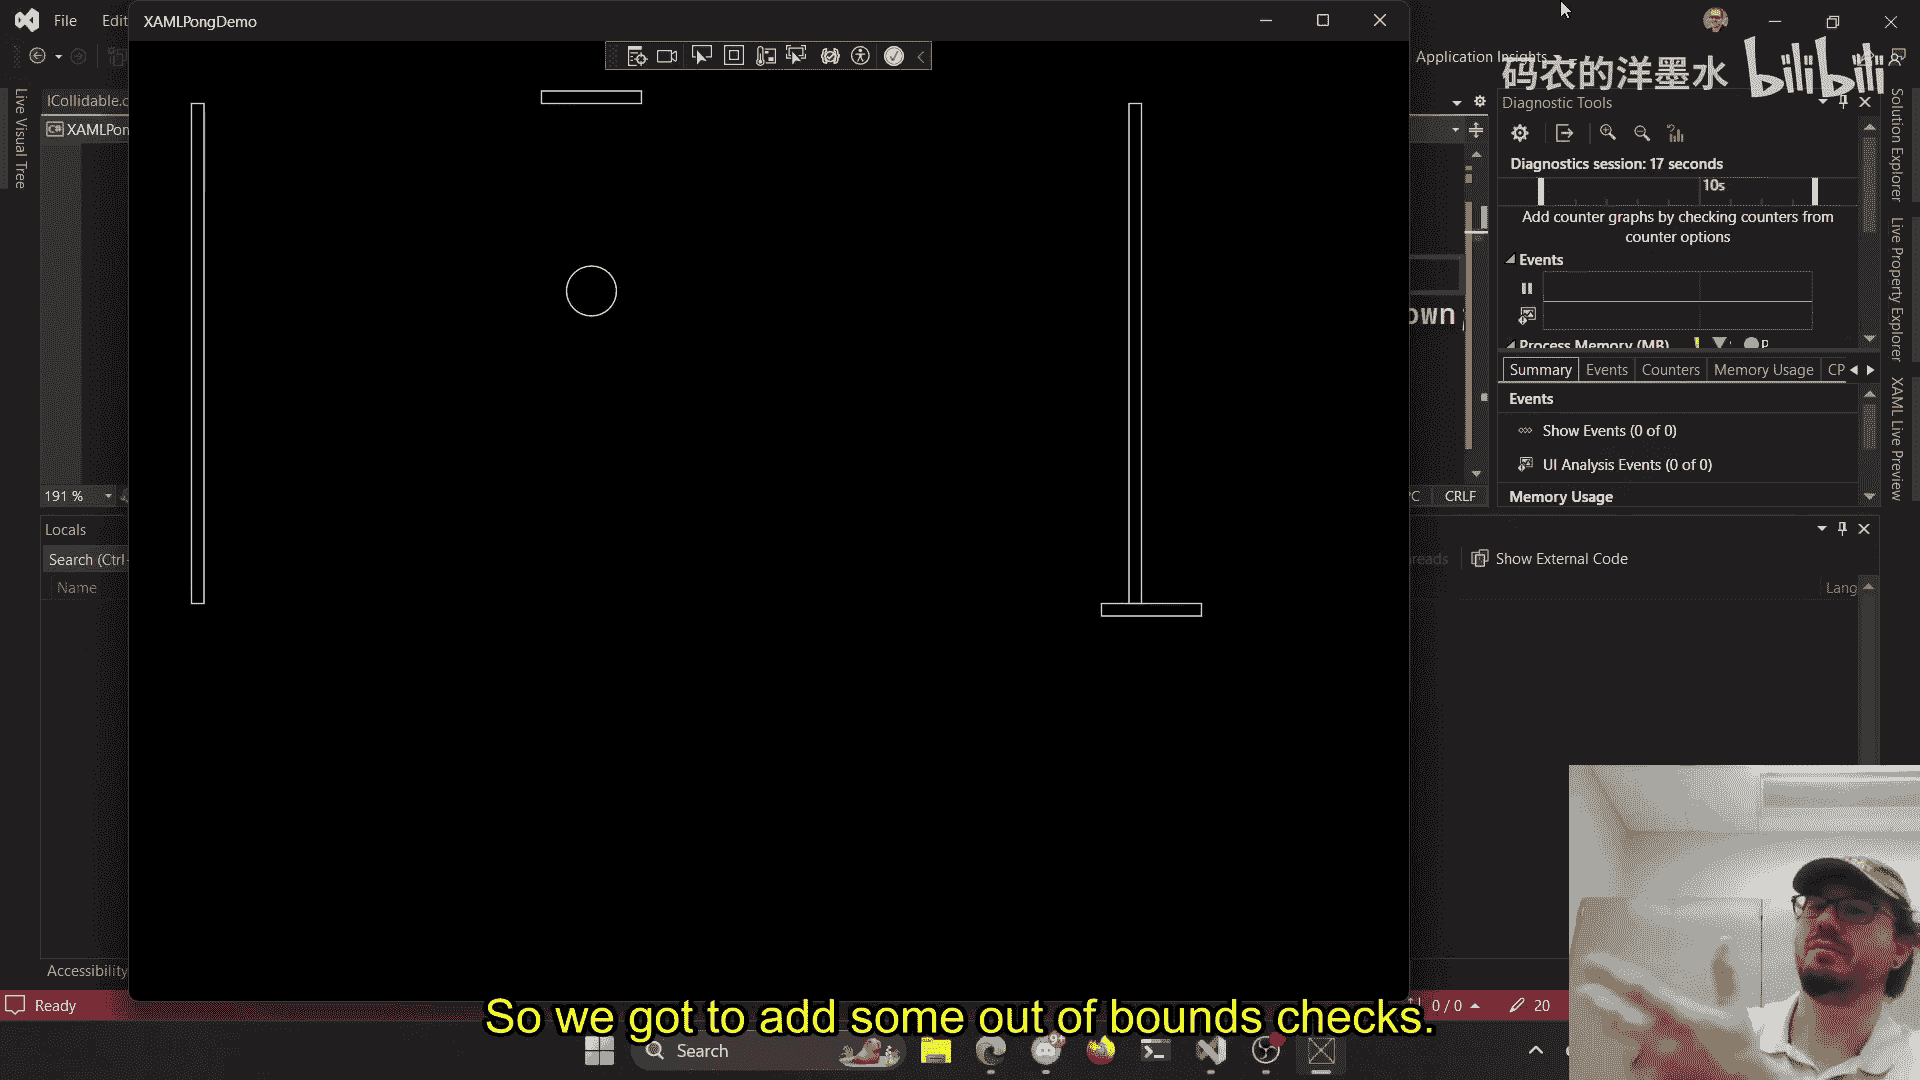 File
Edit
XAMLPongDemo
Application Insights
码农的洋墨水
bilibili
Live Visual Tree
ICollidable.c
C# XAMLPon
Diagnostic Tools
Diagnostics session: 17 seconds
10s
Add counter graphs by checking counters from
counter options
Events
own ;
Process Memory (MB)
Summary
Events
Counters
Memory Usage
CP
Events
Show Events (0 of 0)
UI Analysis Events (0 of 0)
Memory Usage
Solution Explorer
Live Property Explorer
XAML Live Preview
191 %
CRLF
Locals
Search (Ctrl+
Name
reads
Show External Code
Lang
Accessibility
Ready
0 / 0
20
So we got to add some out of bounds checks.
Search
9+